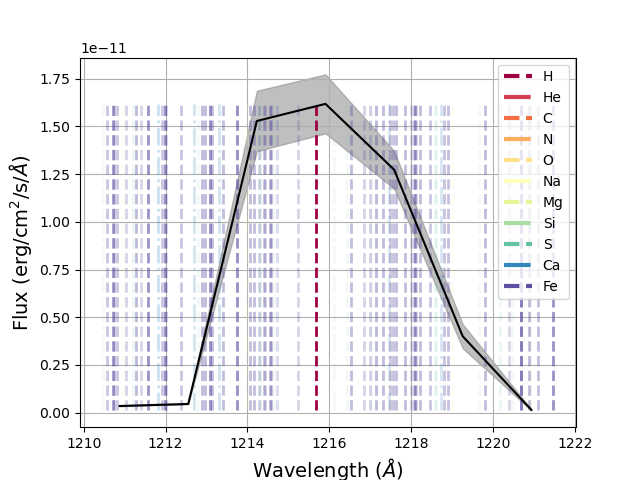 1e−11
1.75
1.50
1.25
1.00
0.75
0.50
0.25
0.00
Flux (erg/cm²/s/Å)
1210 1212 1214 1216 1218 1220 1222
Wavelength (Å)
H
He
C
N
O
Na
Mg
Si
S
Ca
Fe